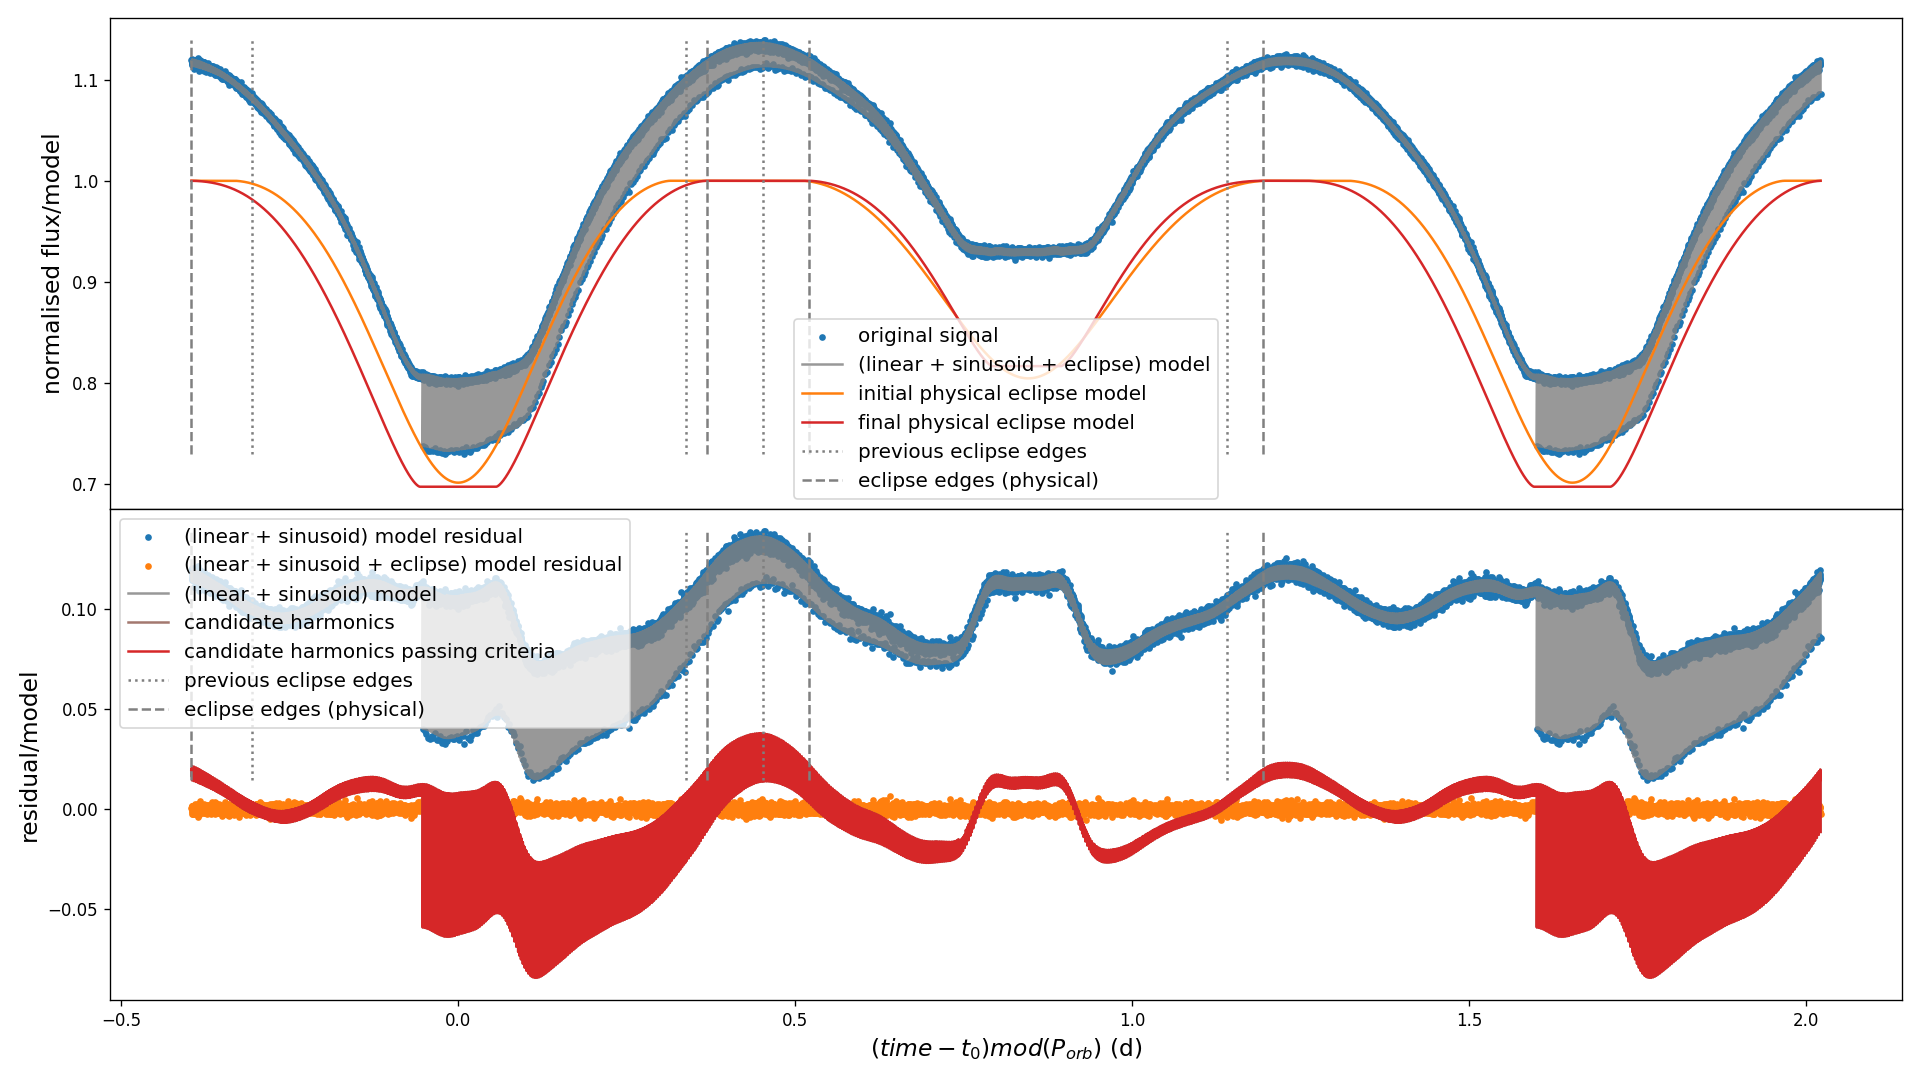 normalised flux/model
1.1
1.0
0.9
0.8
0.7
original signal
(linear + sinusoid + eclipse) model
initial physical eclipse model
final physical eclipse model
previous eclipse edges
eclipse edges (physical)
residual/model
0.10
0.05
0.00
−0.05
(linear + sinusoid) model residual
(linear + sinusoid + eclipse) model residual
(linear + sinusoid) model
candidate harmonics
candidate harmonics passing criteria
previous eclipse edges
eclipse edges (physical)
−0.5 0.0 0.5 1.0 1.5 2.0
(time − t₀)mod(P_orb) (d)